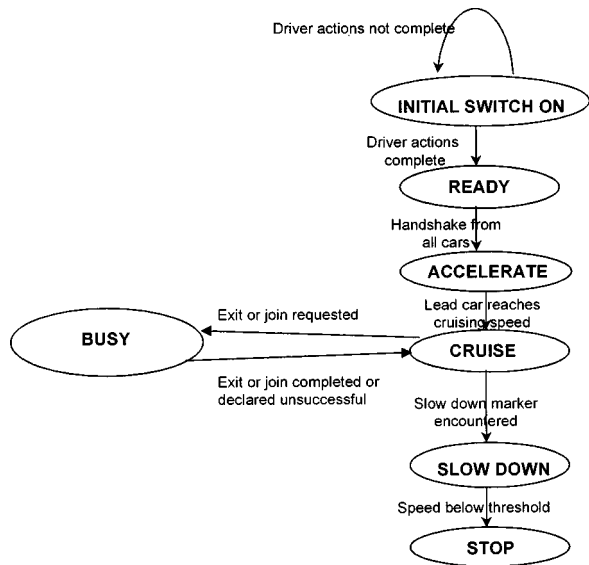 Driver actions not complete
INITIAL SWITCH ON
Driver actions
complete
READY
Handshake from
all cars
ACCELERATE
Lead car reaches
cruising speed
Exit or join requested
BUSY
CRUISE
Exit or join completed or
declared unsuccessful
Slow down marker
encountered
SLOW DOWN
Speed below threshold
STOP